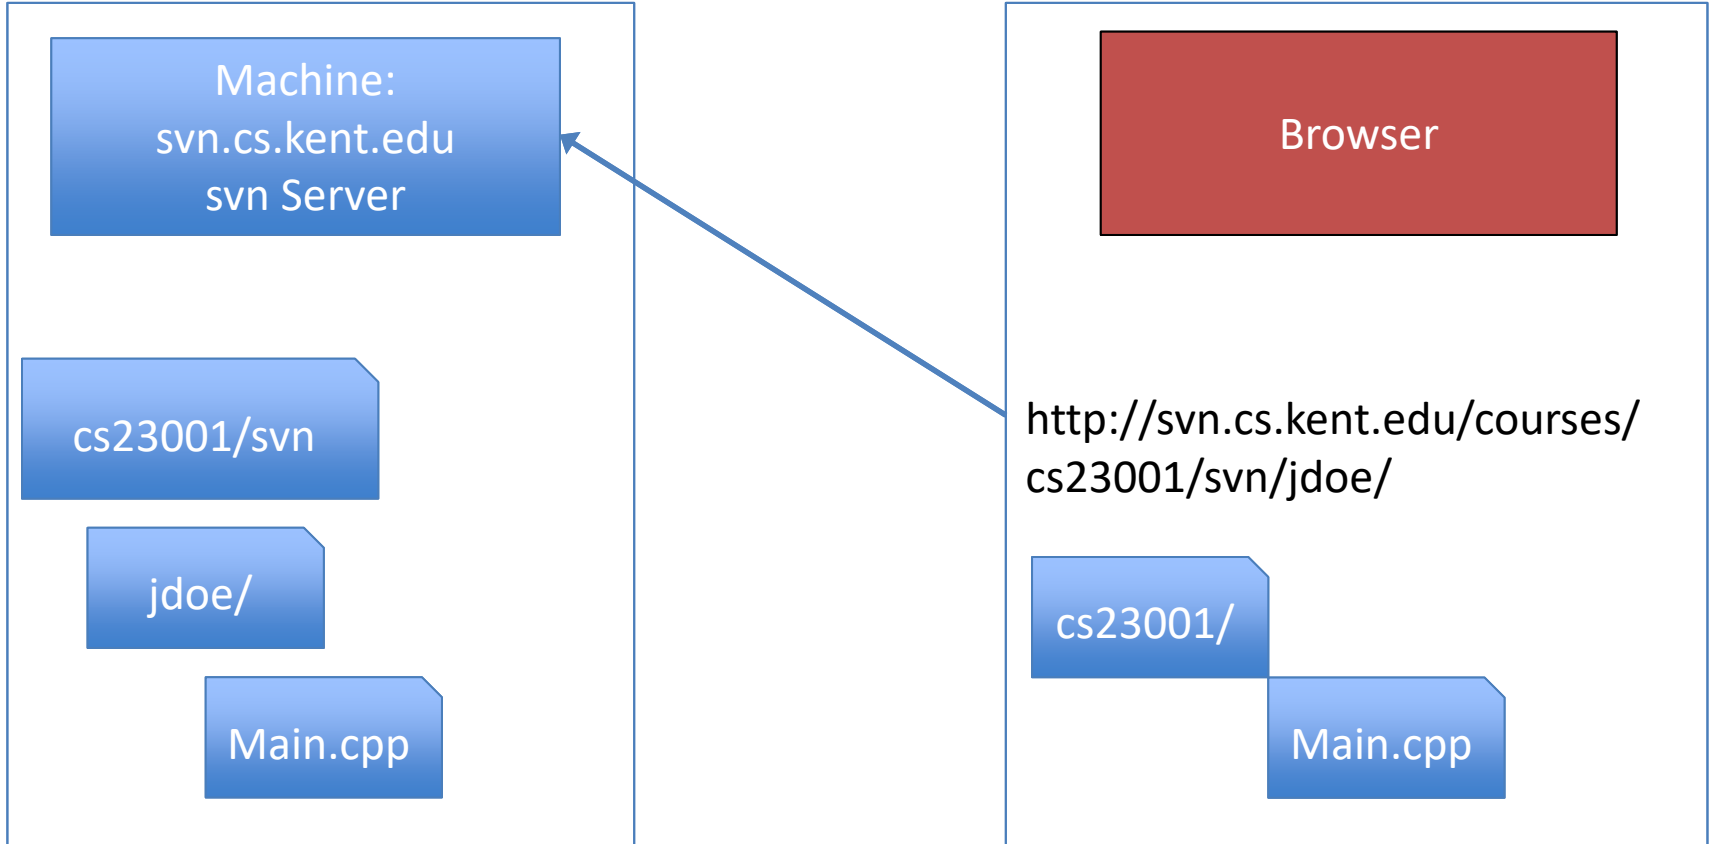 Machine:
svn.cs.kent.edu
svn Server
cs23001/svn
jdoe/
Main.cpp
Browser
http://svn.cs.kent.edu/courses/
cs23001/svn/jdoe/
cs23001/
Main.cpp